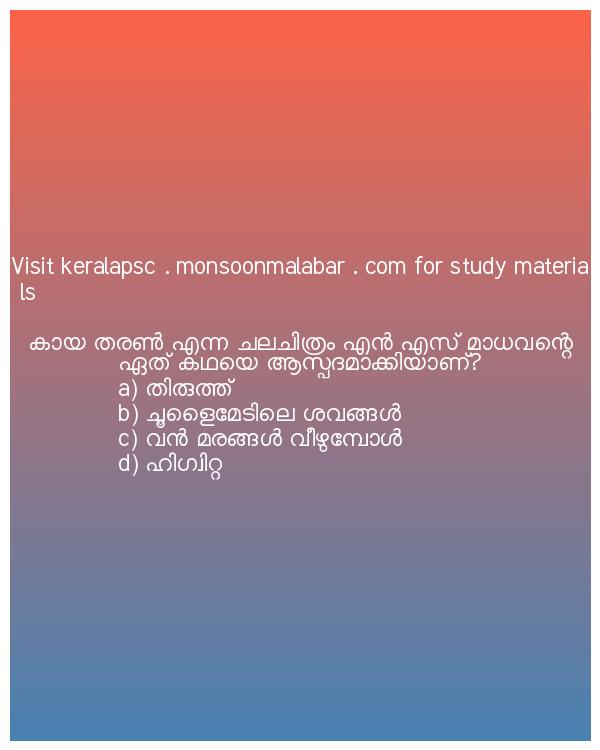 Visit keralapsc . monsoonmalabar . com for study materia
ls
കായ തരൺ എന്ന ചലചിത്രം എൻ എസ് മാധവന്റെ
ഏത് കഥയെ ആസ്പദമാക്കിയാണ്?
a) തിരുത്ത്
b) ചൂളൈമേടിലെ ശവങ്ങൾ
c) വൻ മരങ്ങൾ വീഴുമ്പോൾ
d) ഹിഗ്വിറ്റ